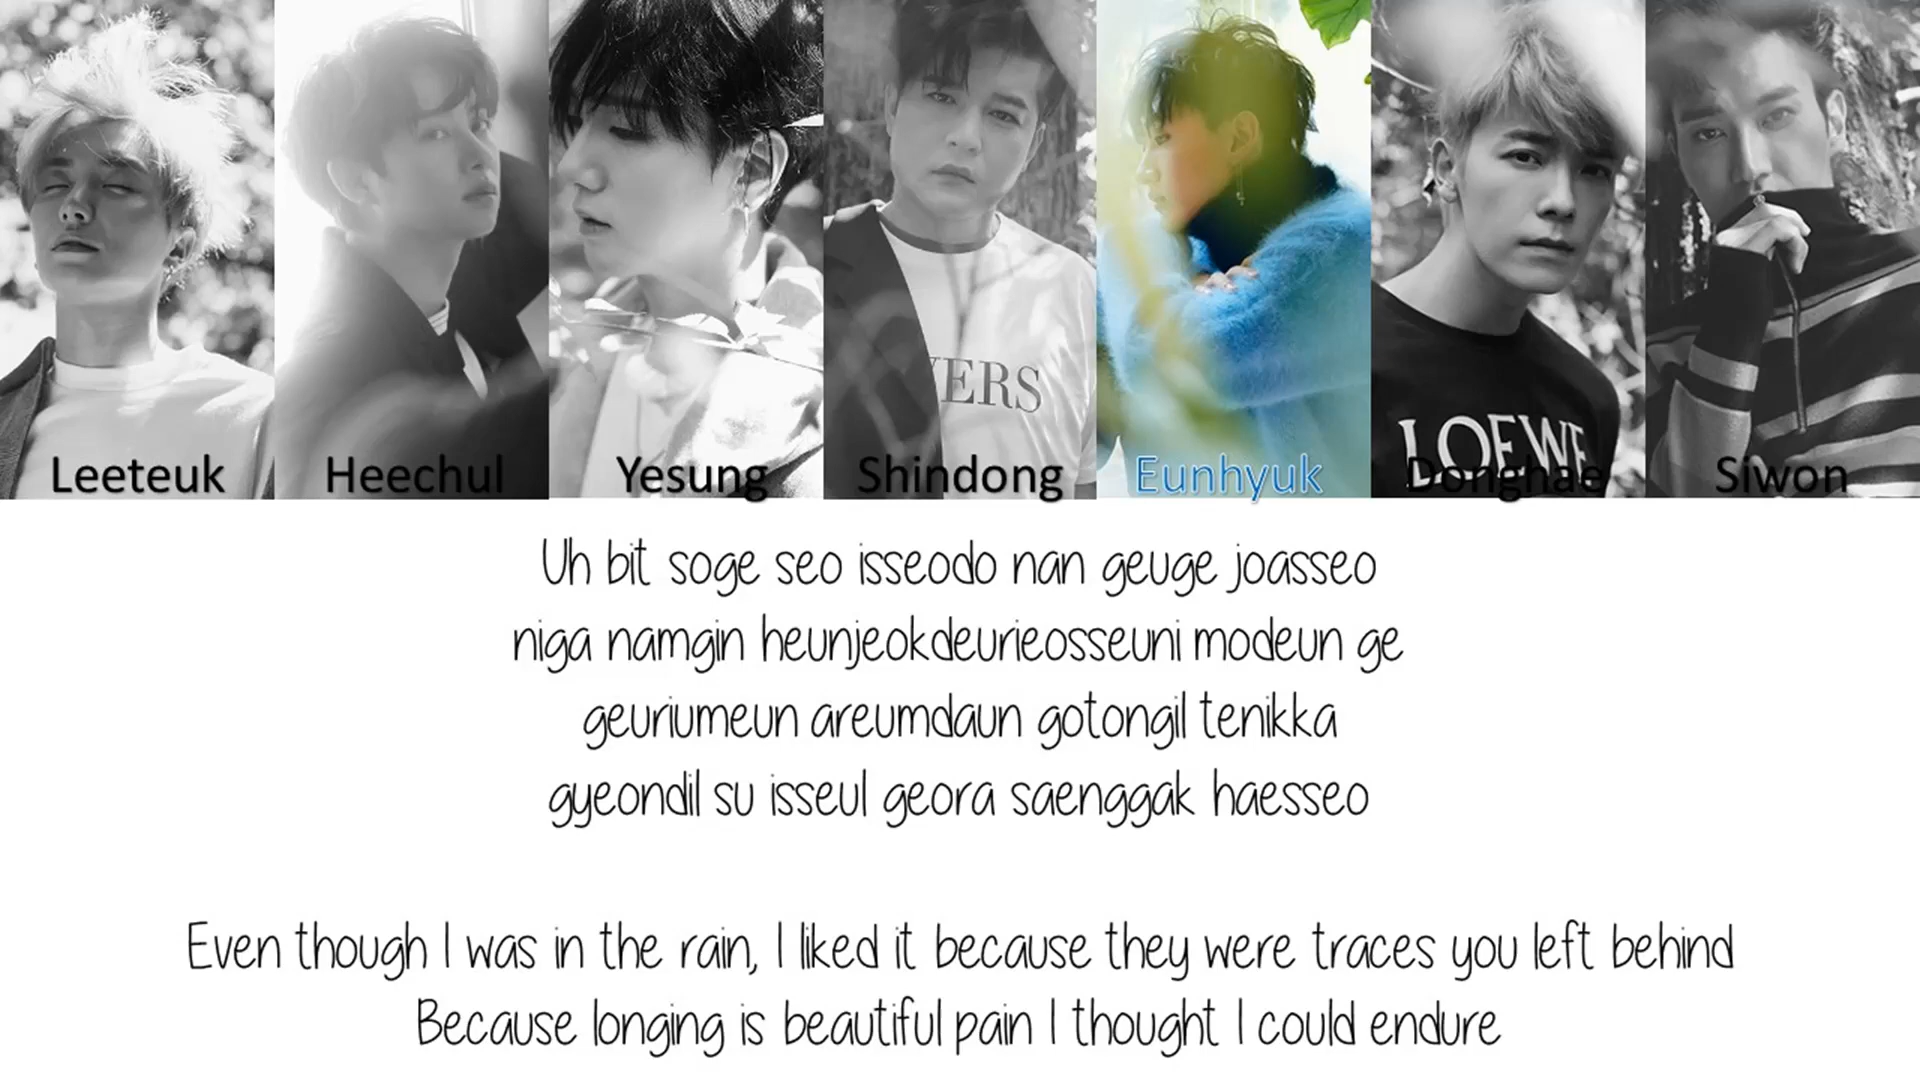 VERS
LOEWE
Leeteuk
Heechul
Yesung
Shindong
Eunhyuk
Donghae
Siwon
Uh bit soge seo isseodo nan geuge joasseo
niga namgin heunjeokdeurieosseuni modeun ge
geuriumeun areumdaun gotongil tenikka
gyeondil su isseul geora saenggak haesseo
Even though I was in the rain, I liked it because they were traces you left behind
Because longing is beautiful pain I thought I could endure